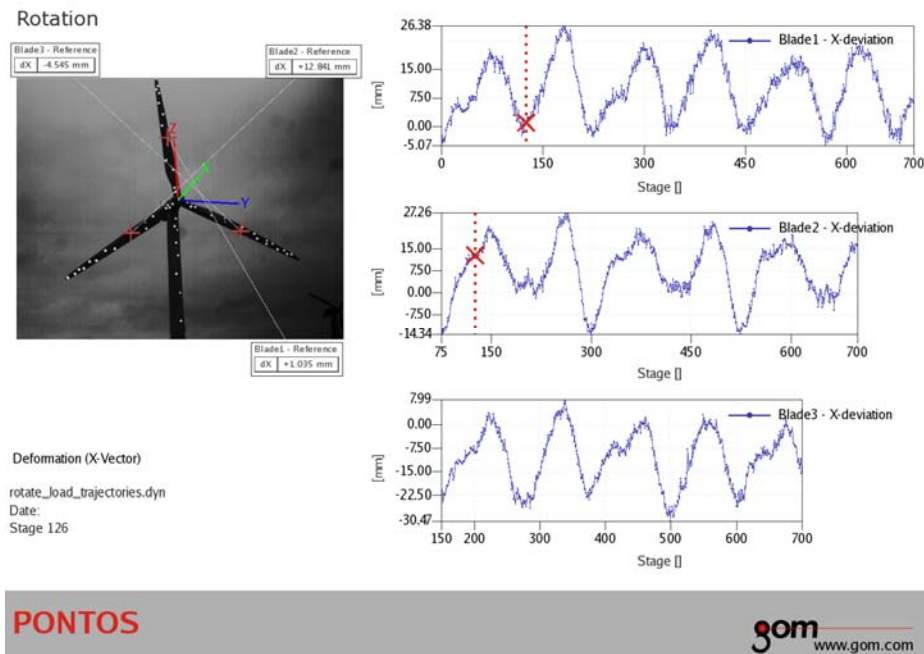 Rotation
Blade3 - Reference
dX -4.545 mm
Blade2 - Reference
dX +12.841 mm
Z
X
Y
Blade1 - Reference
dX +1.035 mm
Deformation (X-Vector)
rotate_load_trajectories.dyn
Date:
Stage 126
26.38
15.00
7.50
0.00
-5.07
[mm]
Blade1 - X-deviation
0 150 300 450 600 700
Stage []
27.26
15.00
7.50
0.00
-14.34
[mm]
Blade2 - X-deviation
75 150 300 450 600 700
Stage []
7.99
0.00
-7.50
-15.00
-22.50
-30.47
[mm]
Blade3 - X-deviation
150 200 300 400 500 600 700
Stage []
PONTOS
gom
www.gom.com